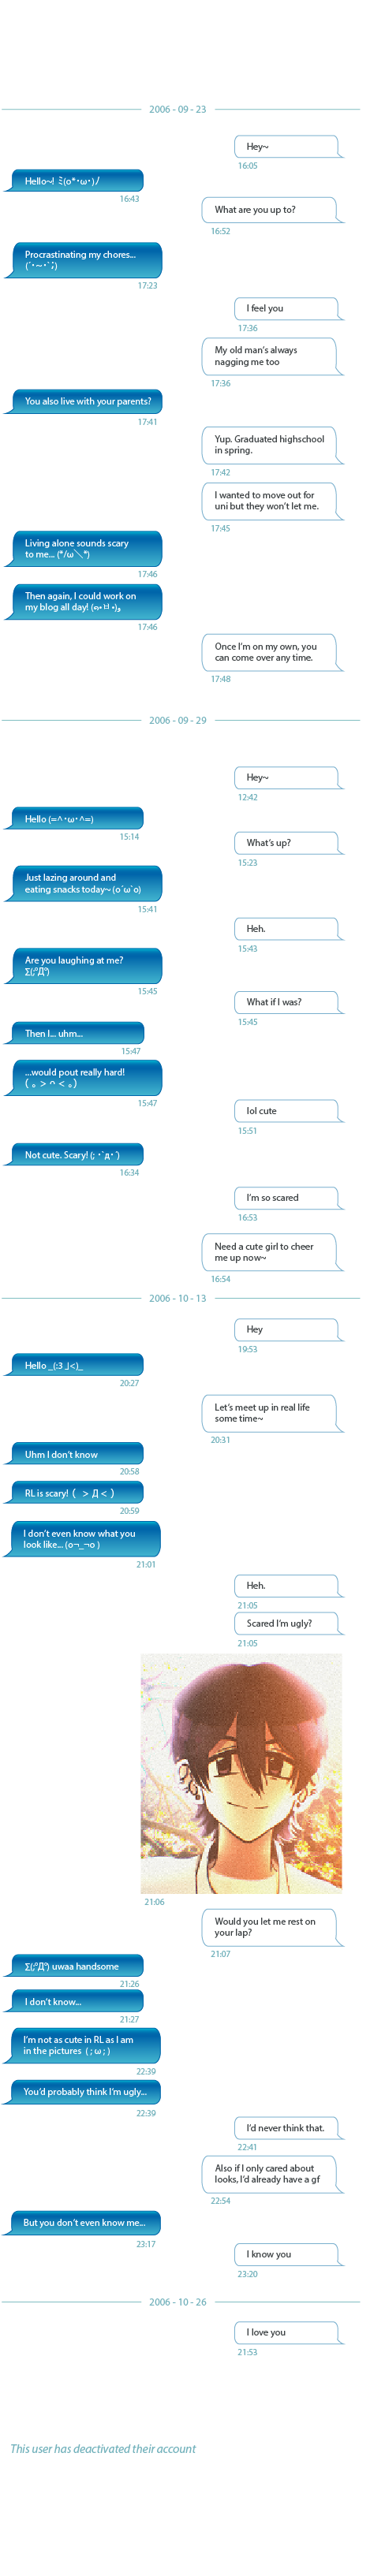 2006 - 09 - 23
Hey~
16:05
Hello~! ミ(o*･ω･)ﾉ
16:43
What are you up to?
16:52
Procrastinating my chores...
(´･～･`;)
17:23
I feel you
17:36
My old man's always
nagging me too
17:36
You also live with your parents?
17:41
Yup. Graduated highschool
in spring.
17:42
I wanted to move out for
uni but they won't let me.
17:45
Living alone sounds scary
to me... (*/ω＼*)
17:46
Then again, I could work on
my blog all day!
17:46
Once I'm on my own, you
can come over any time.
17:48
2006 - 09 - 29
Hey~
12:42
Hello (=^･ω･^=)
15:14
What's up?
15:23
Just lazing around and
eating snacks today~ (o´ω`o)
15:41
Heh.
15:43
Are you laughing at me?
∑(;°Д°)
15:45
What if I was?
15:45
Then I... uhm...
15:47
...would pout really hard!
( 。＞⌒＜。)
15:47
lol cute
15:51
Not cute. Scary! (; ･`д･´)
16:34
I'm so scared
16:53
Need a cute girl to cheer
me up now~
16:54
2006 - 10 - 13
Hey
19:53
Hello _(:3 」<)_
20:27
Let's meet up in real life
some time~
20:31
Uhm I don't know
20:58
RL is scary! ( ＞Д＜ )
20:59
I don't even know what you
look like... (o¬_¬o )
21:01
Heh.
21:05
Scared I'm ugly?
21:05
21:06
Would you let me rest on
your lap?
21:07
∑(;°Д°) uwaa handsome
21:26
I don't know...
21:27
I'm not as cute in RL as I am
in the pictures ( ; ω ; )
22:39
You'd probably think I'm ugly...
22:39
I'd never think that.
22:41
Also if I only cared about
looks, I'd already have a gf
22:54
But you don't even know me...
23:17
I know you
23:20
2006 - 10 - 26
I love you
21:53
This user has deactivated their account